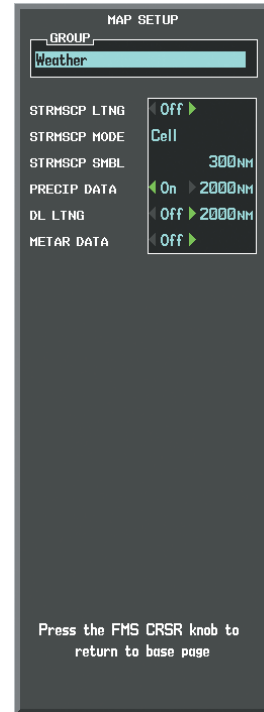 MAP SETUP
GROUP
Weather
STRMSCP LTNG Off
STRMSCP MODE Cell
STRMSCP SMBL 300NM
PRECIP DATA On 2000NM
DL LTNG Off 2000NM
METAR DATA Off
Press the FMS CRSR knob to
return to base page